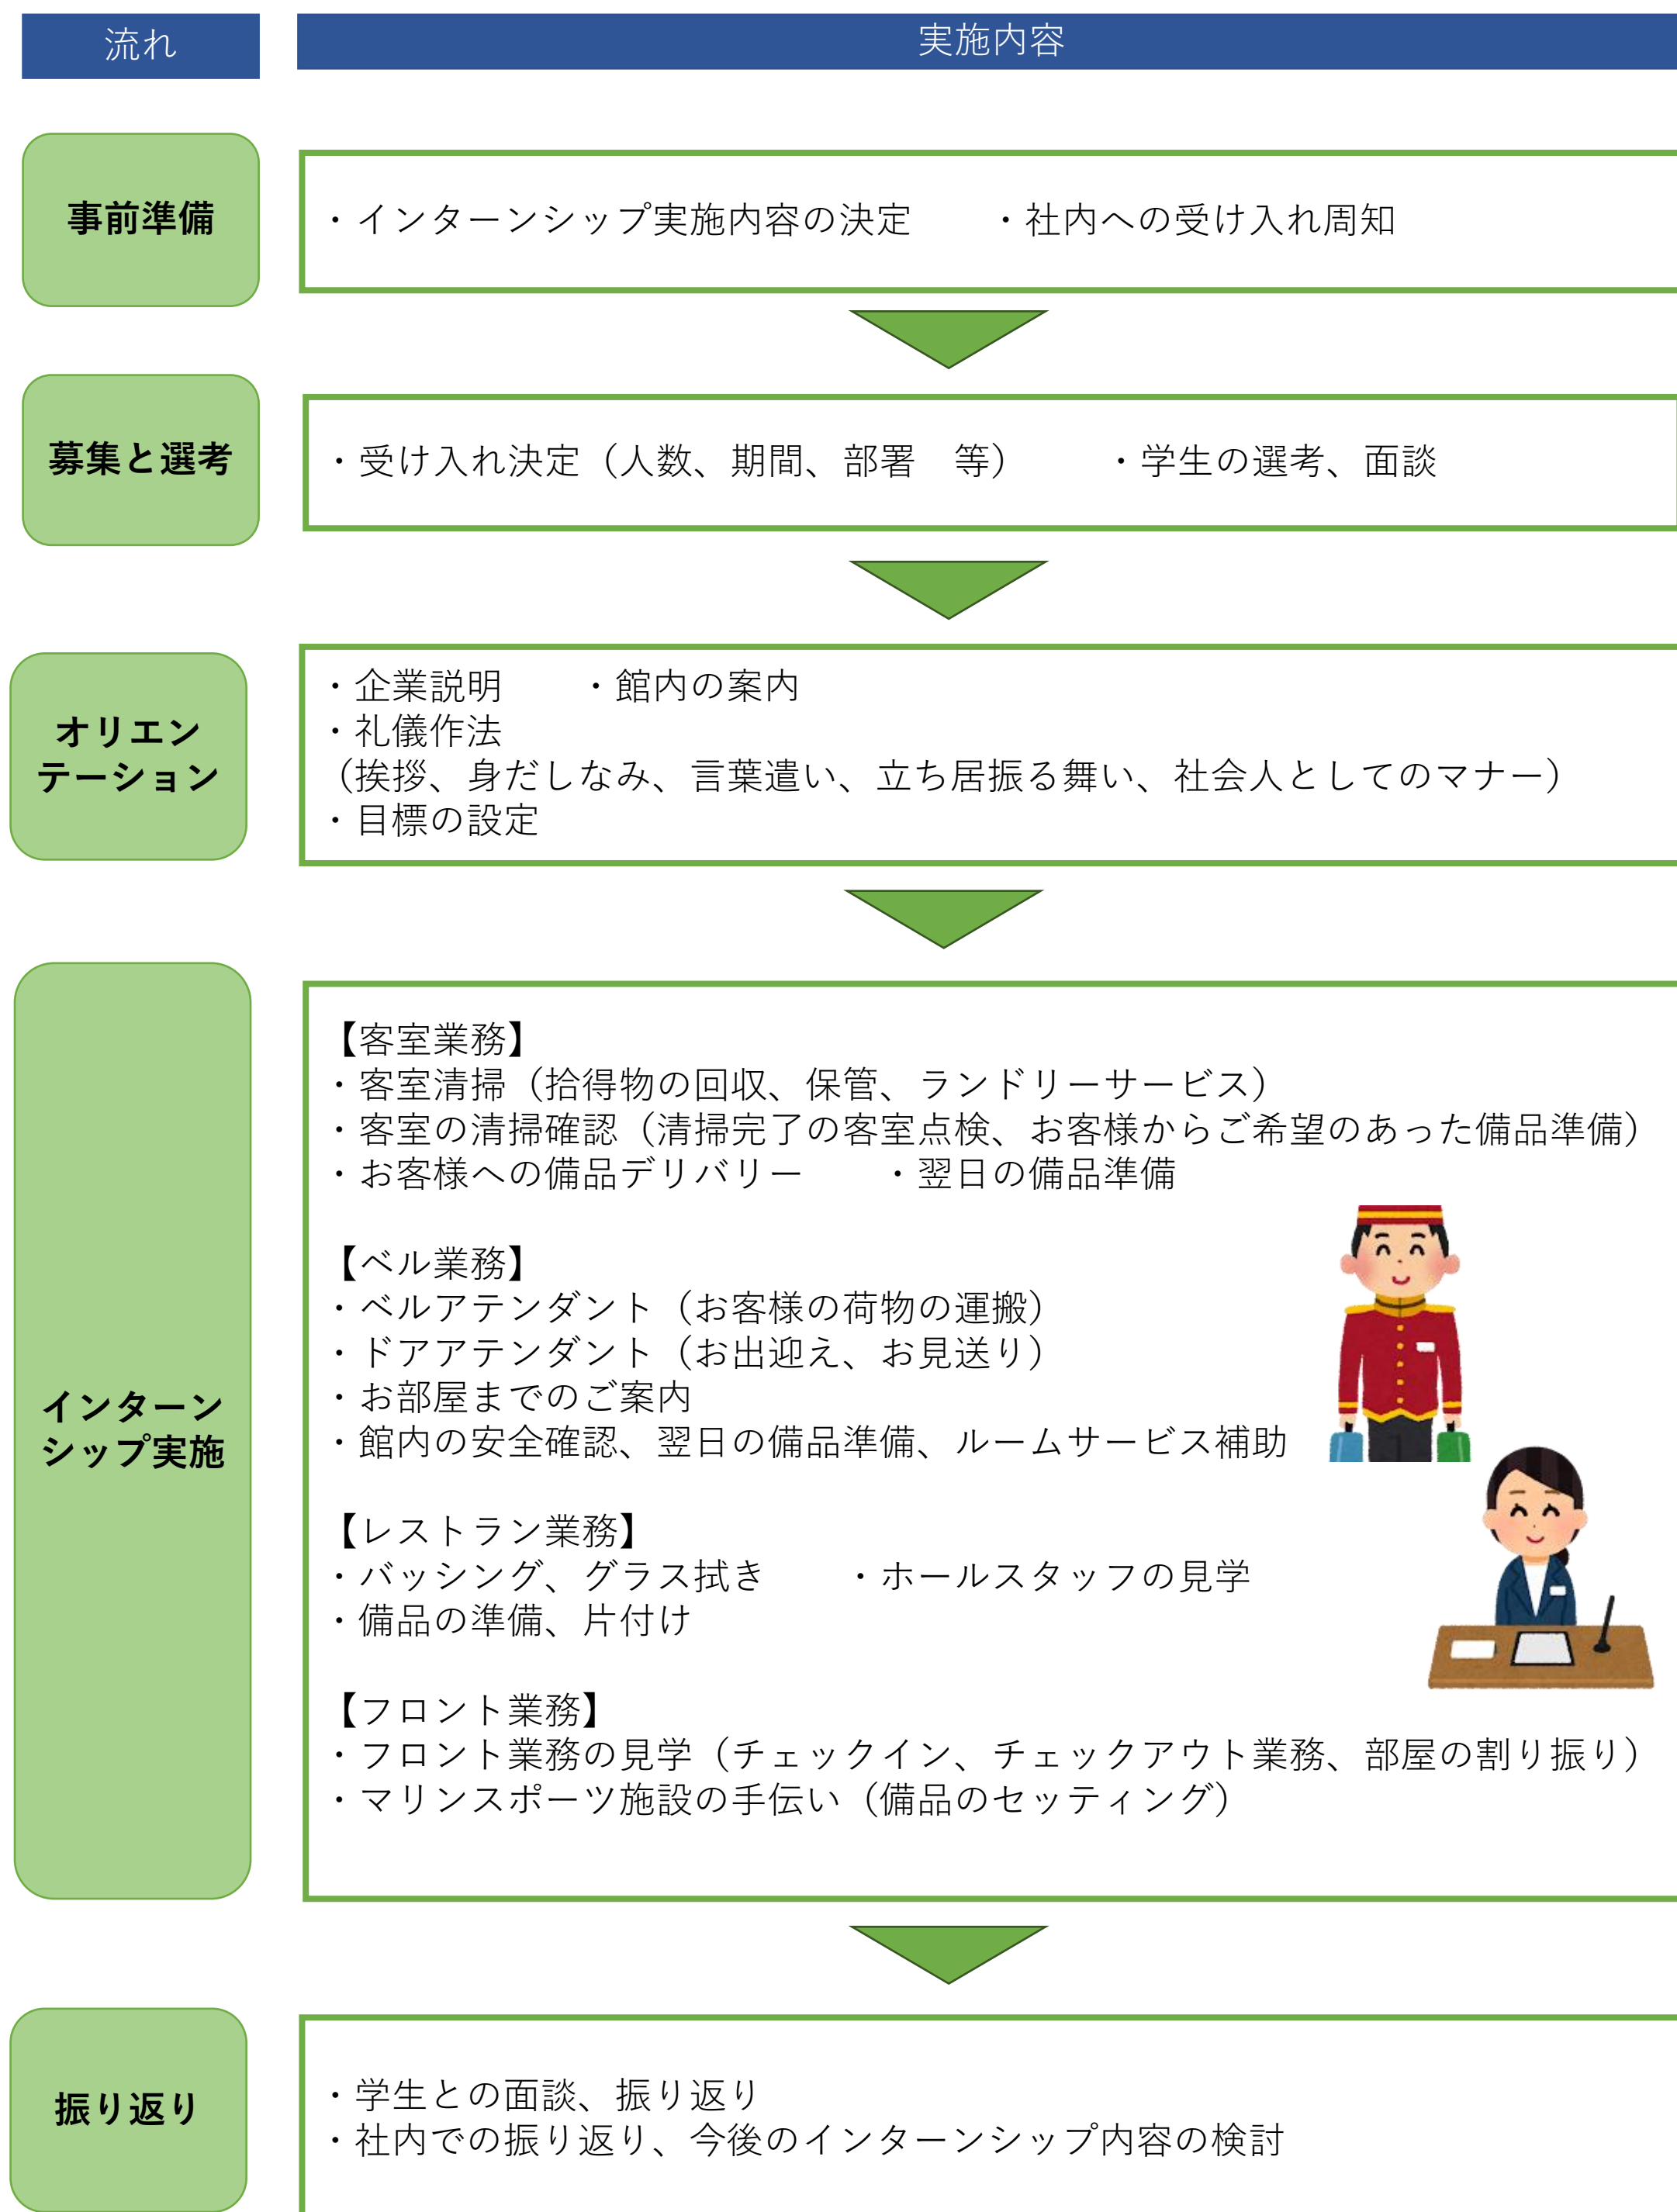 流れ
実施内容
事前準備
・インターンシップ実施内容の決定　　・社内への受け入れ周知
募集と選考
・受け入れ決定（人数、期間、部署　等）　　・学生の選考、面談
オリエン
テーション
・企業説明　　・館内の案内
・礼儀作法
（挨拶、身だしなみ、言葉遣い、立ち居振る舞い、社会人としてのマナー）
・目標の設定
インターン
シップ実施
【客室業務】
・客室清掃（拾得物の回収、保管、ランドリーサービス）
・客室の清掃確認（清掃完了の客室点検、お客様からご希望のあった備品準備）
・お客様への備品デリバリー　　・翌日の備品準備
【ベル業務】
・ベルアテンダント（お客様の荷物の運搬）
・ドアアテンダント（お出迎え、お見送り）
・お部屋までのご案内
・館内の安全確認、翌日の備品準備、ルームサービス補助
【レストラン業務】
・バッシング、グラス拭き　　・ホールスタッフの見学
・備品の準備、片付け
【フロント業務】
・フロント業務の見学（チェックイン、チェックアウト業務、部屋の割り振り）
・マリンスポーツ施設の手伝い（備品のセッティング）
振り返り
・学生との面談、振り返り
・社内での振り返り、今後のインターンシップ内容の検討